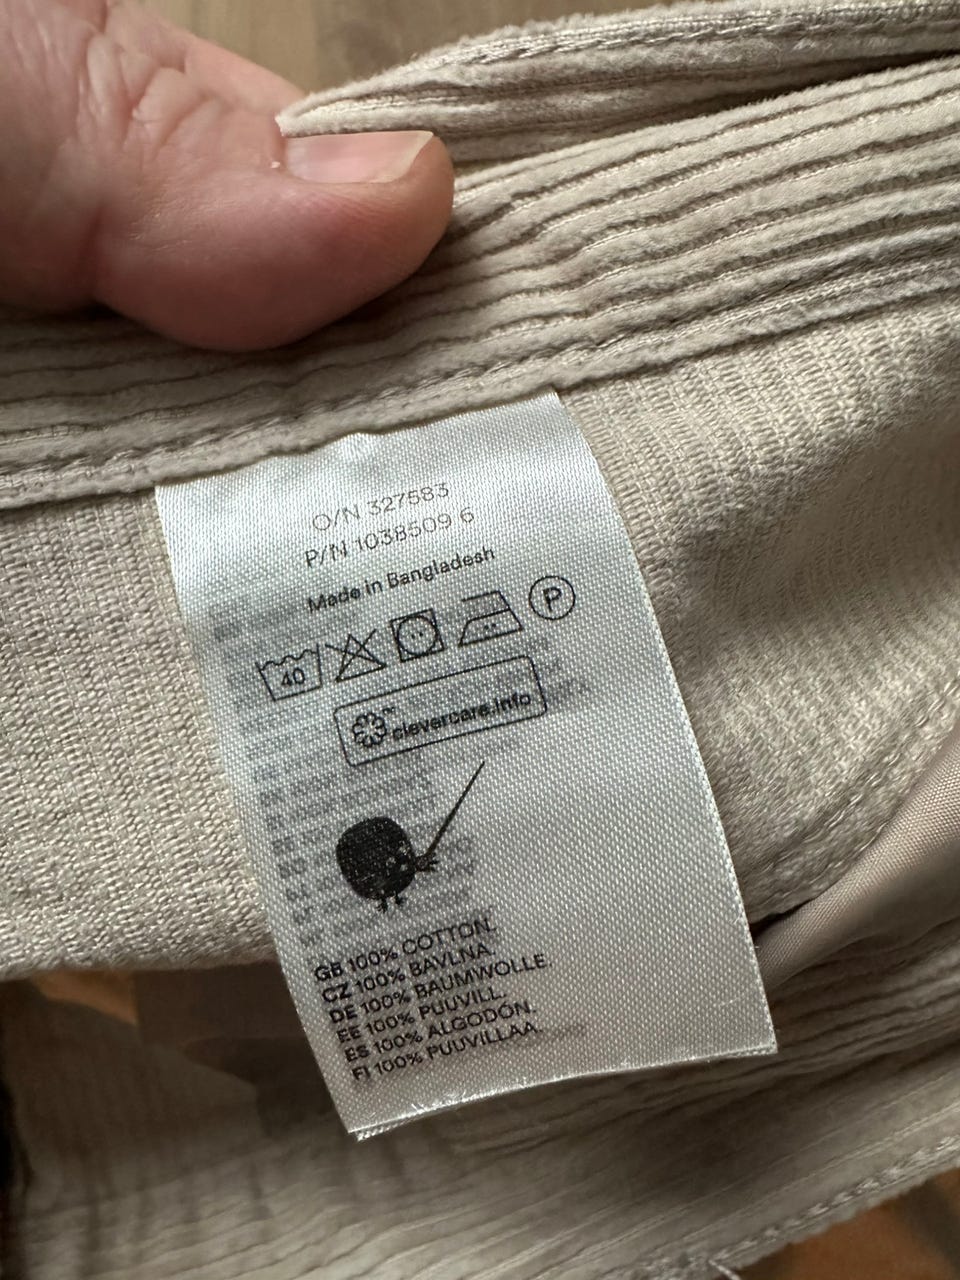 O/N 327583
P/N 1038509 6
Made in Bangladesh
40 P
clevercare.info
GB 100% COTTON.
CZ 100% BAVLNA.
DE 100% BAUMWOLLE.
EE 100% PUUVILL.
ES 100% ALGODÓN.
FI 100% PUUVILLAA.